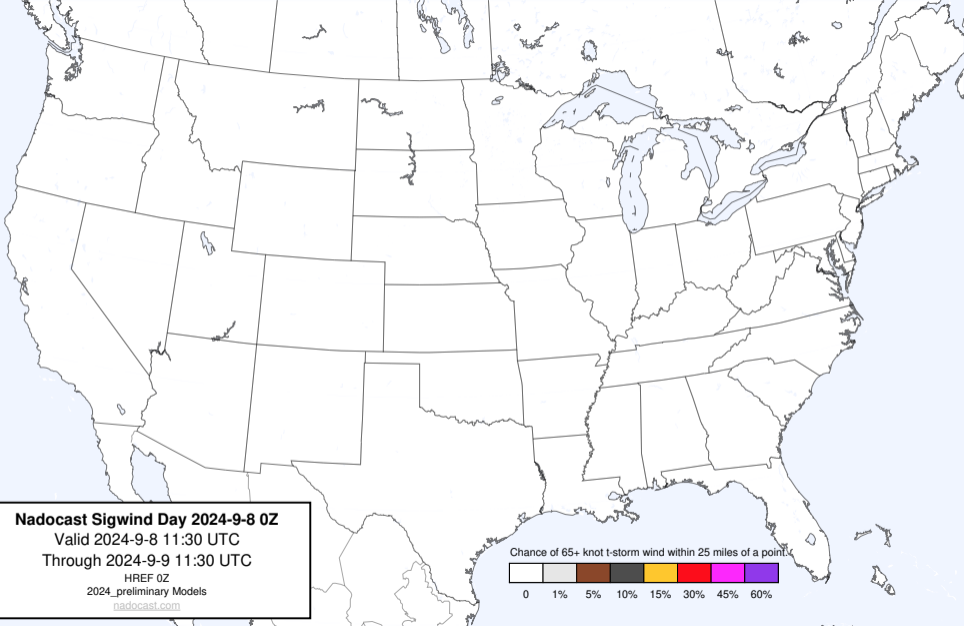 Nadocast Sigwind Day 2024-9-8 0Z
Valid 2024-9-8 11:30 UTC
Through 2024-9-9 11:30 UTC
HREF 0Z
2024_preliminary Models
nadocast.com
Chance of 65+ knot t-storm wind within 25 miles of a point.
0 1% 5% 10% 15% 30% 45% 60%